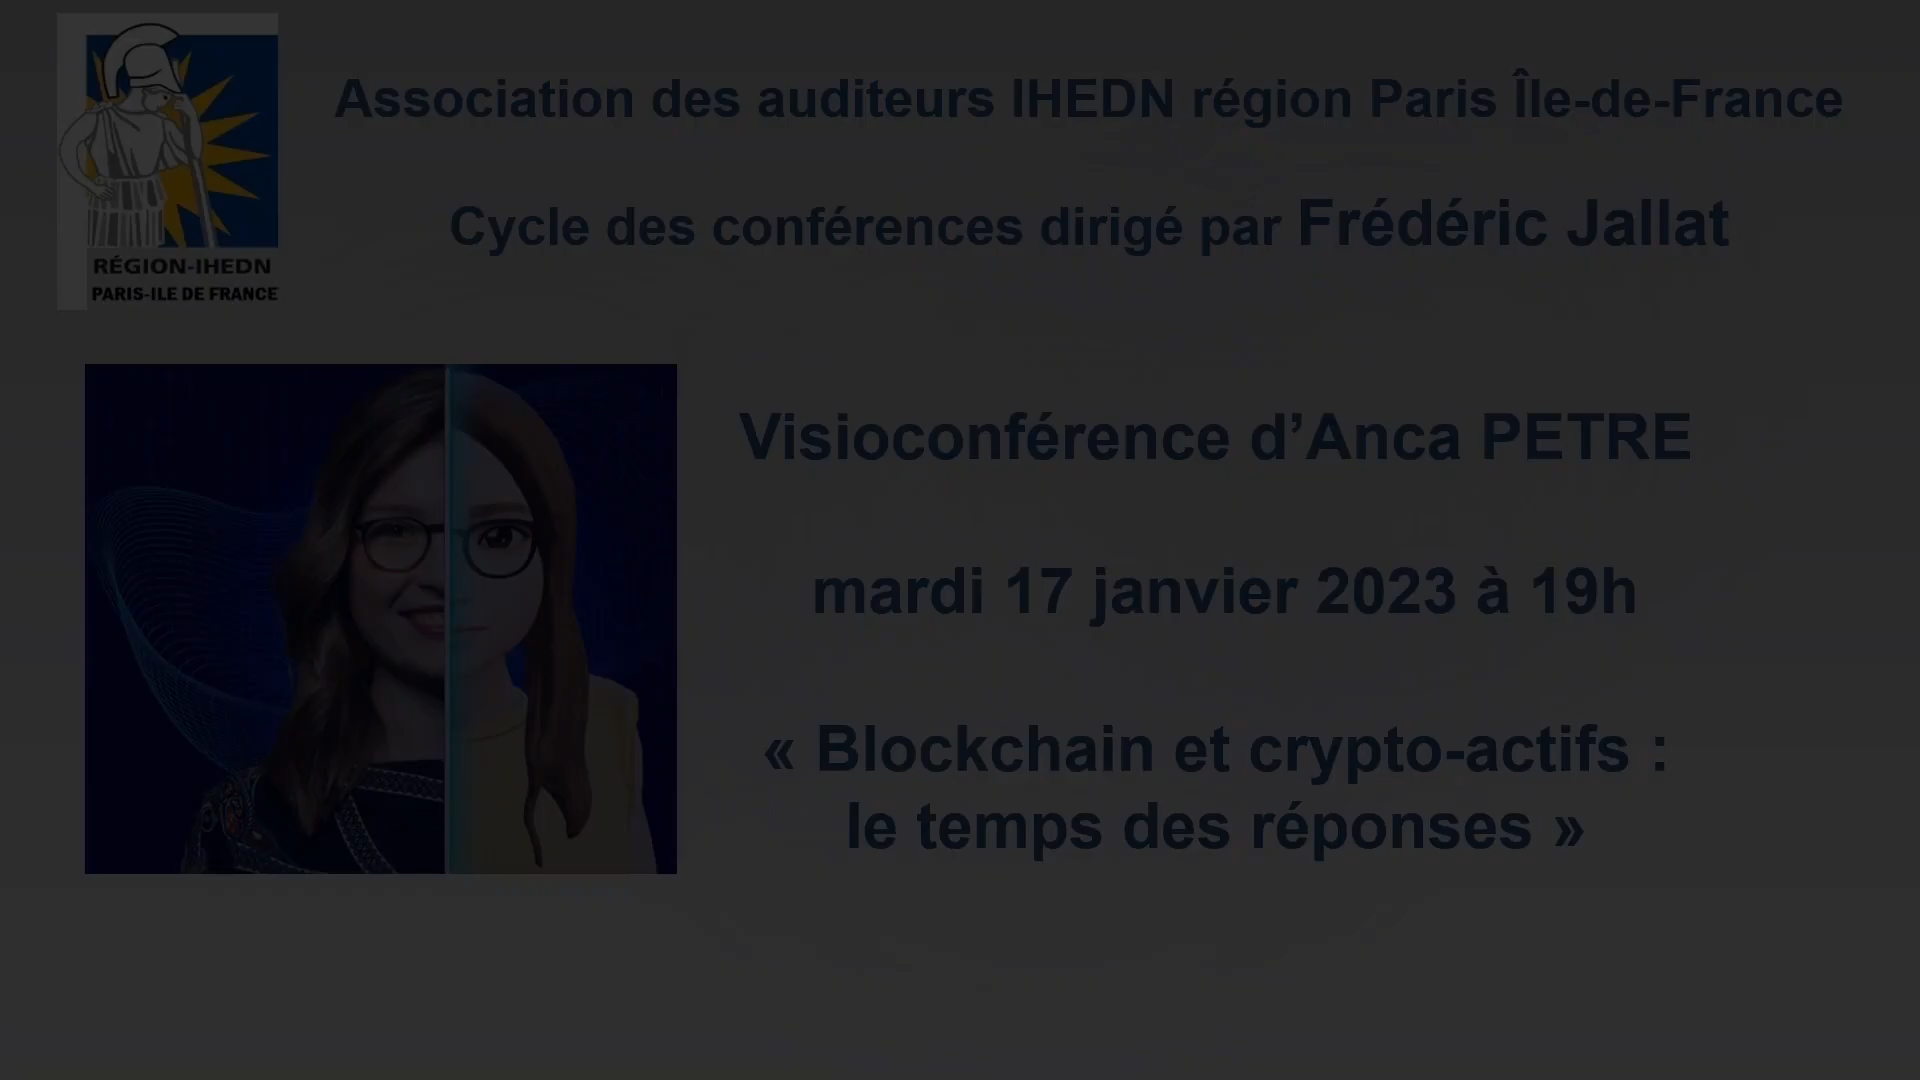 Association des auditeurs IHEDN région Paris Île-de-France
Cycle des conférences dirigé par Frédéric Jallat
RÉGION-IHEDN
PARIS-ILE DE FRANCE
Visioconférence d’Anca PETRE
mardi 17 janvier 2023 à 19h
« Blockchain et crypto-actifs :
le temps des réponses »